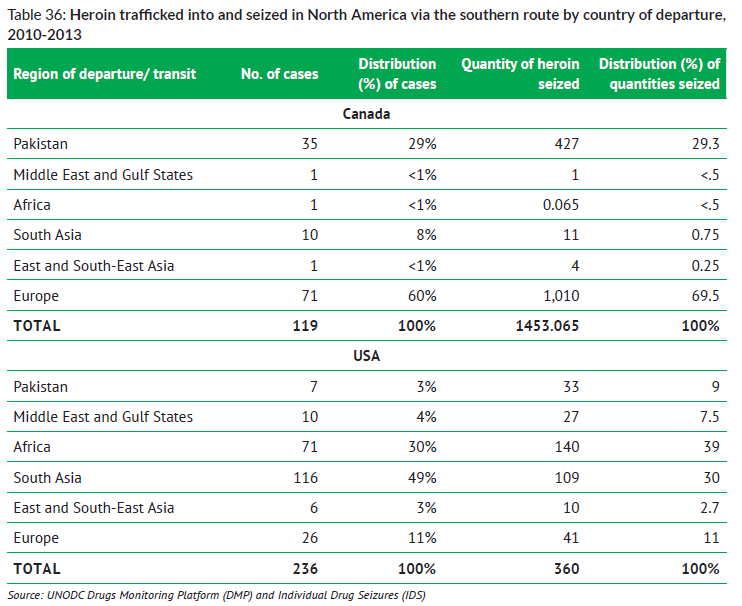 Table 36: Heroin trafficked into and seized in North America via the southern route by country of departure,
2010-2013
Region of departure/ transit No. of cases Distribution (%) of cases Quantity of heroin seized Distribution (%) of quantities seized
Canada
Pakistan 35 29% 427 29.3
Middle East and Gulf States 1 <1% 1 <.5
Africa 1 <1% 0.065 <.5
South Asia 10 8% 11 0.75
East and South-East Asia 1 <1% 4 0.25
Europe 71 60% 1,010 69.5
TOTAL 119 100% 1453.065 100%
USA
Pakistan 7 3% 33 9
Middle East and Gulf States 10 4% 27 7.5
Africa 71 30% 140 39
South Asia 116 49% 109 30
East and South-East Asia 6 3% 10 2.7
Europe 26 11% 41 11
TOTAL 236 100% 360 100%
Source: UNODC Drugs Monitoring Platform (DMP) and Individual Drug Seizures (IDS)